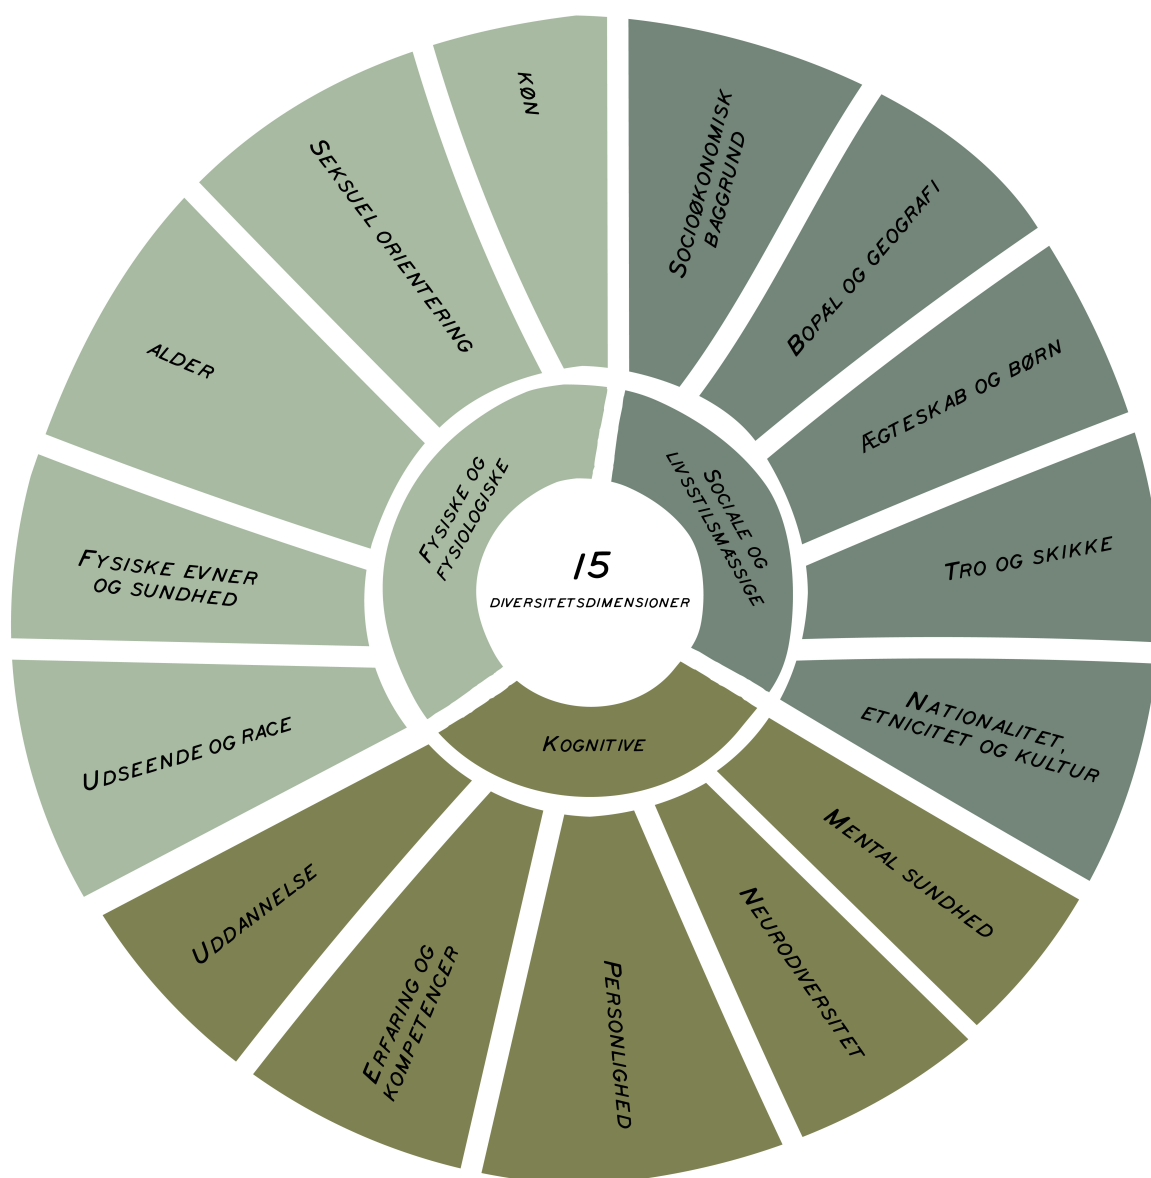 15
DIVERSITETSDIMENSIONER
SOCIALE OG
LIVSSTILSMÆSSIGE
KOGNITIVE
FYSISKE OG
FYSIOLOGISKE
SOCIOØKONOMISK
BAGGRUND
BOPÆL OG GEOGRAFI
ÆGTESKAB OG BØRN
TRO OG SKIKKE
NATIONALITET,
ETNICITET OG KULTUR
MENTAL SUNDHED
NEURODIVERSITET
PERSONLIGHED
ERFARING OG
KOMPETENCER
UDDANNELSE
UDSEENDE OG RACE
FYSISKE EVNER
OG SUNDHED
ALDER
SEKSUEL ORIENTERING
KØN